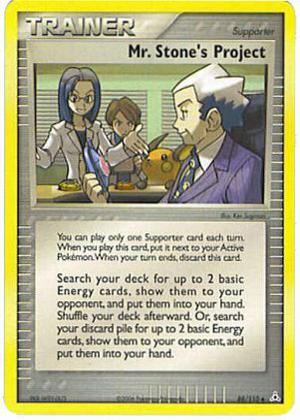 TRAINER
Supporter
Mr. Stone's Project
Illus. Ken Sugimori
You can play only one Supporter card each turn.
When you play this card, put it next to your Active
Pokémon. When your turn ends, discard this card.
Search your deck for up to 2 basic
Energy cards, show them to your
opponent, and put them into your hand.
Shuffle your deck afterward. Or, search
your discard pile for up to 2 basic
Energy cards, show them to your
opponent, and put them into your hand.
©2006
88/110